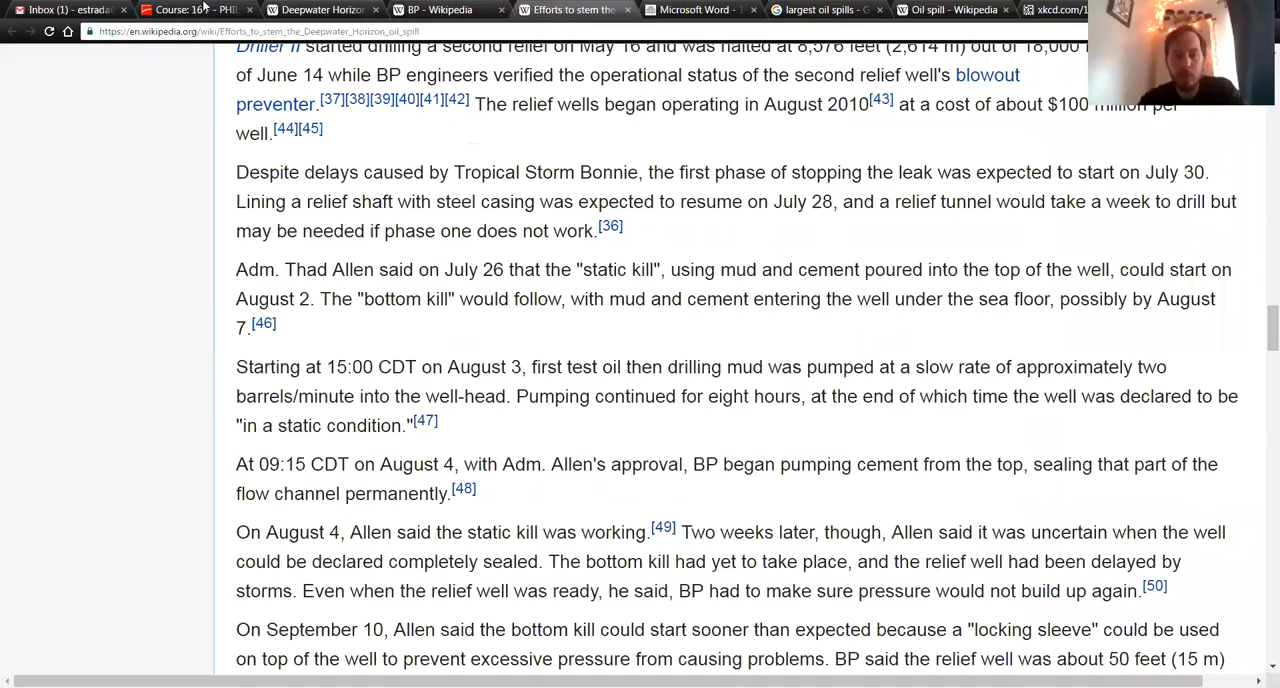 Inbox (1) - estrada
Course: 16
Deepwater Horizon
BP - Wikipedia
Efforts to stem the
Microsoft Word - 1
largest oil spills - G
Oil spill - Wikipedia
xkcd.com/1
https://en.wikipedia.org/wiki/Efforts_to_stem_the_Deepwater_Horizon_oil_spill
Driller II started drilling a second relief on May 16 and was halted at 8,576 feet (2,614 m) out of 18,000
of June 14 while BP engineers verified the operational status of the second relief well's blowout
preventer.[37][38][39][40][41][42] The relief wells began operating in August 2010[43] at a cost of about $100 million per
well.[44][45]
Despite delays caused by Tropical Storm Bonnie, the first phase of stopping the leak was expected to start on July 30.
Lining a relief shaft with steel casing was expected to resume on July 28, and a relief tunnel would take a week to drill but
may be needed if phase one does not work.[36]
Adm. Thad Allen said on July 26 that the "static kill", using mud and cement poured into the top of the well, could start on
August 2. The "bottom kill" would follow, with mud and cement entering the well under the sea floor, possibly by August
7.[46]
Starting at 15:00 CDT on August 3, first test oil then drilling mud was pumped at a slow rate of approximately two
barrels/minute into the well-head. Pumping continued for eight hours, at the end of which time the well was declared to be
"in a static condition."[47]
At 09:15 CDT on August 4, with Adm. Allen's approval, BP began pumping cement from the top, sealing that part of the
flow channel permanently.[48]
On August 4, Allen said the static kill was working.[49] Two weeks later, though, Allen said it was uncertain when the well
could be declared completely sealed. The bottom kill had yet to take place, and the relief well had been delayed by
storms. Even when the relief well was ready, he said, BP had to make sure pressure would not build up again.[50]
On September 10, Allen said the bottom kill could start sooner than expected because a "locking sleeve" could be used
on top of the well to prevent excessive pressure from causing problems. BP said the relief well was about 50 feet (15 m)